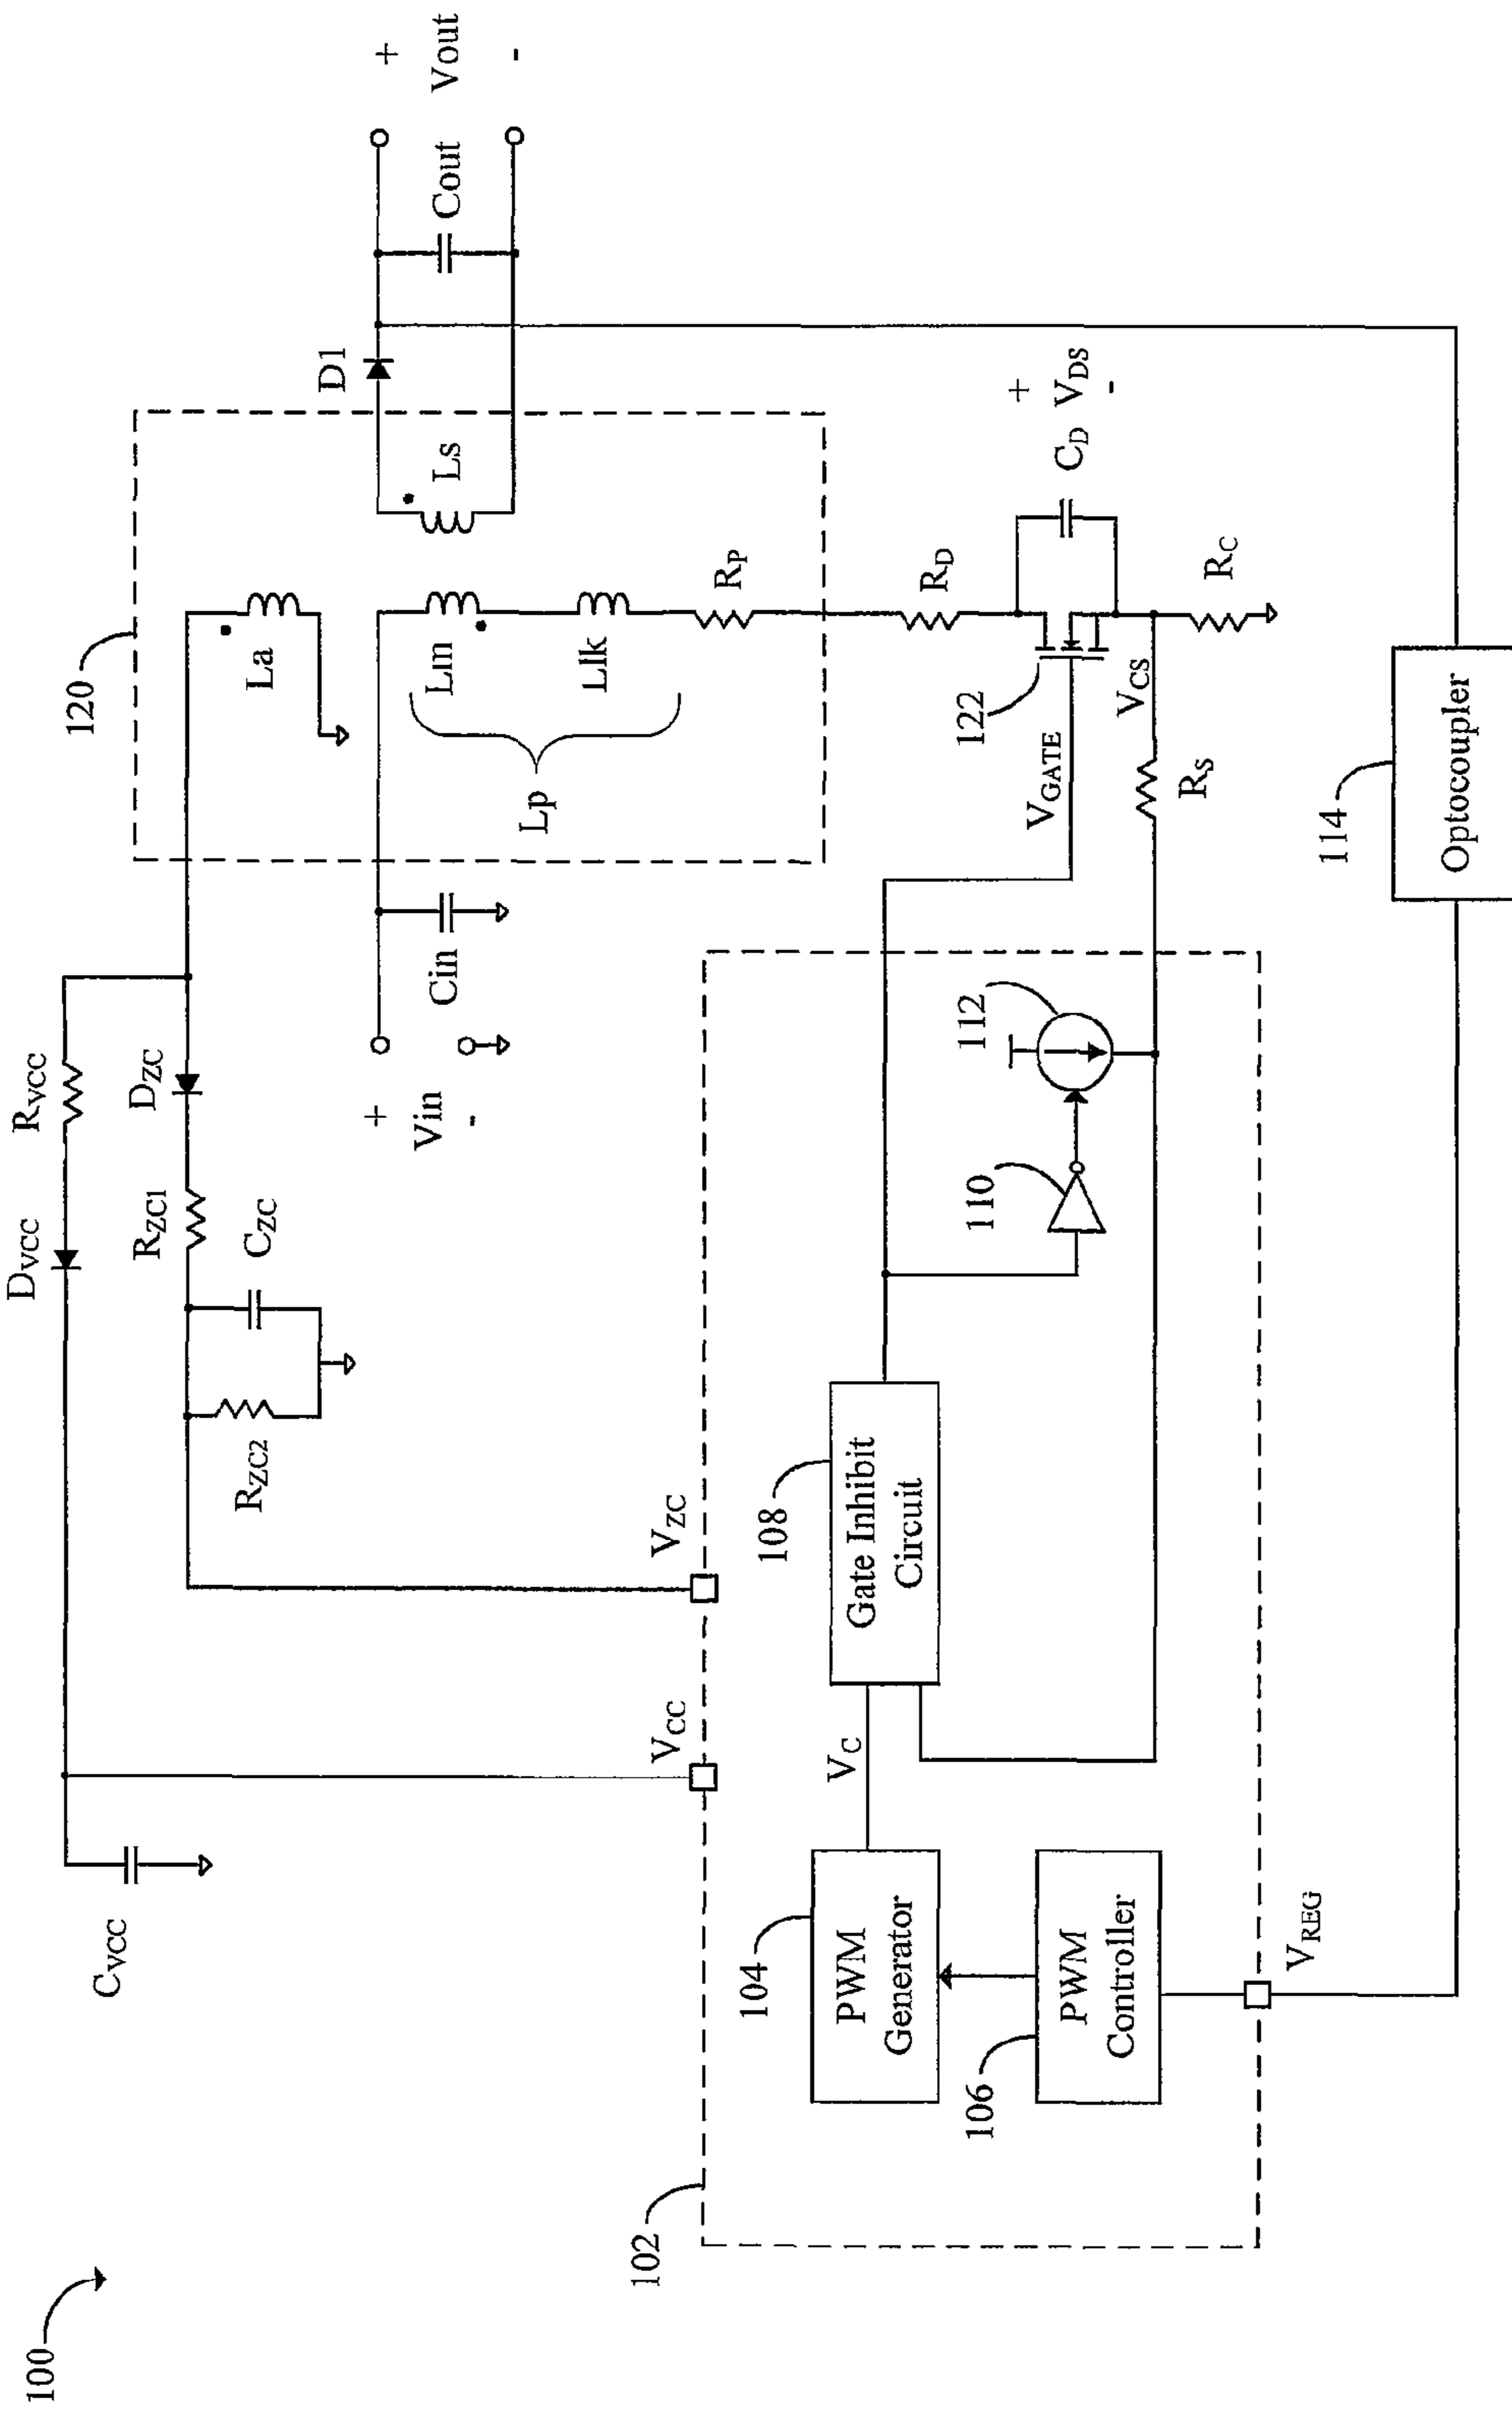 100
Cvcc
Dvcc
Rvcc
Vcc
Vzc
Rzc2
Czc
Rzc1
Dzc
120
La
Lm
Llk
Lp
Ls
D1
+
Vout
-
Cout
+
Vin
-
Cin
Rp
RD
+
CD VDS
-
122
VGATE
VCS
RS
RC
102
104
PWM
Generator
106
PWM
Controller
VC
108
Gate Inhibit
Circuit
110
112
VREG
114
Optocoupler